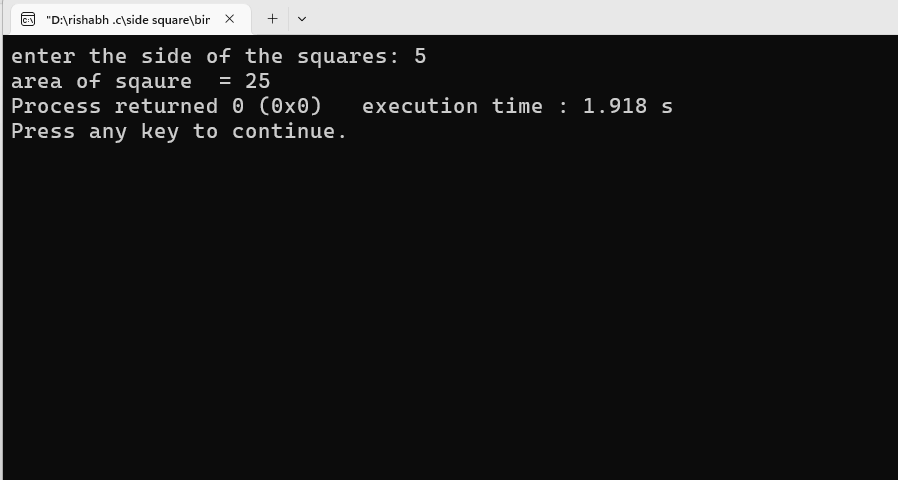 "D:\rishabh .c\side square\bin
enter the side of the squares: 5
area of sqaure  = 25
Process returned 0 (0x0)   execution time : 1.918 s
Press any key to continue.